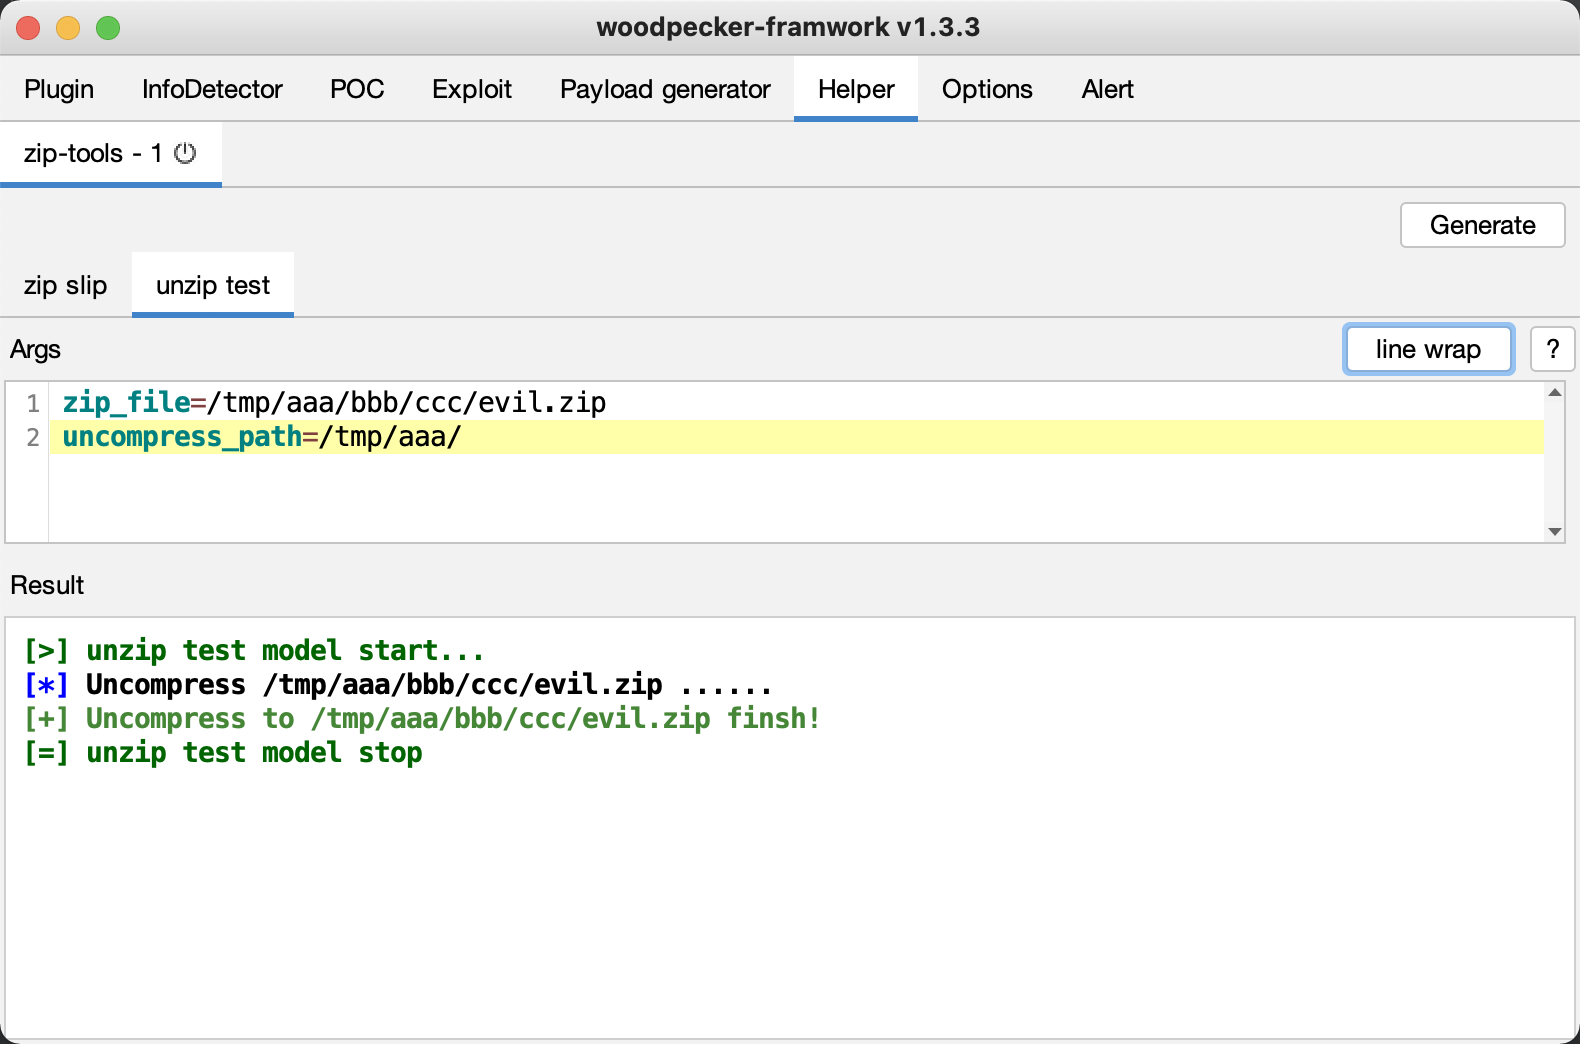 woodpecker-framwork v1.3.3
Plugin InfoDetector POC Exploit Payload generator Helper Options Alert
zip-tools - 1
Generate
zip slip unzip test
Args line wrap ?
1 zip_file=/tmp/aaa/bbb/ccc/evil.zip
2 uncompress_path=/tmp/aaa/
Result
[>] unzip test model start...
[*] Uncompress /tmp/aaa/bbb/ccc/evil.zip ......
[+] Uncompress to /tmp/aaa/bbb/ccc/evil.zip finsh!
[=] unzip test model stop